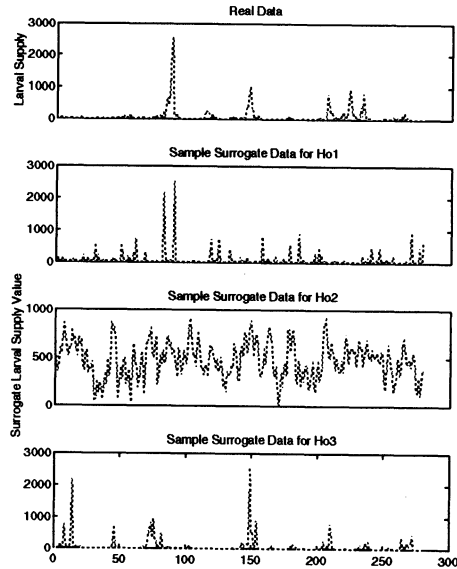 Real Data
3000
2000
1000
0
Larval Supply
Sample Surrogate Data for Ho1
3000
2000
1000
0
Surrogate Larval Supply Value
Sample Surrogate Data for Ho2
1000
500
0
Sample Surrogate Data for Ho3
3000
2000
1000
0
0 50 100 150 200 250 300